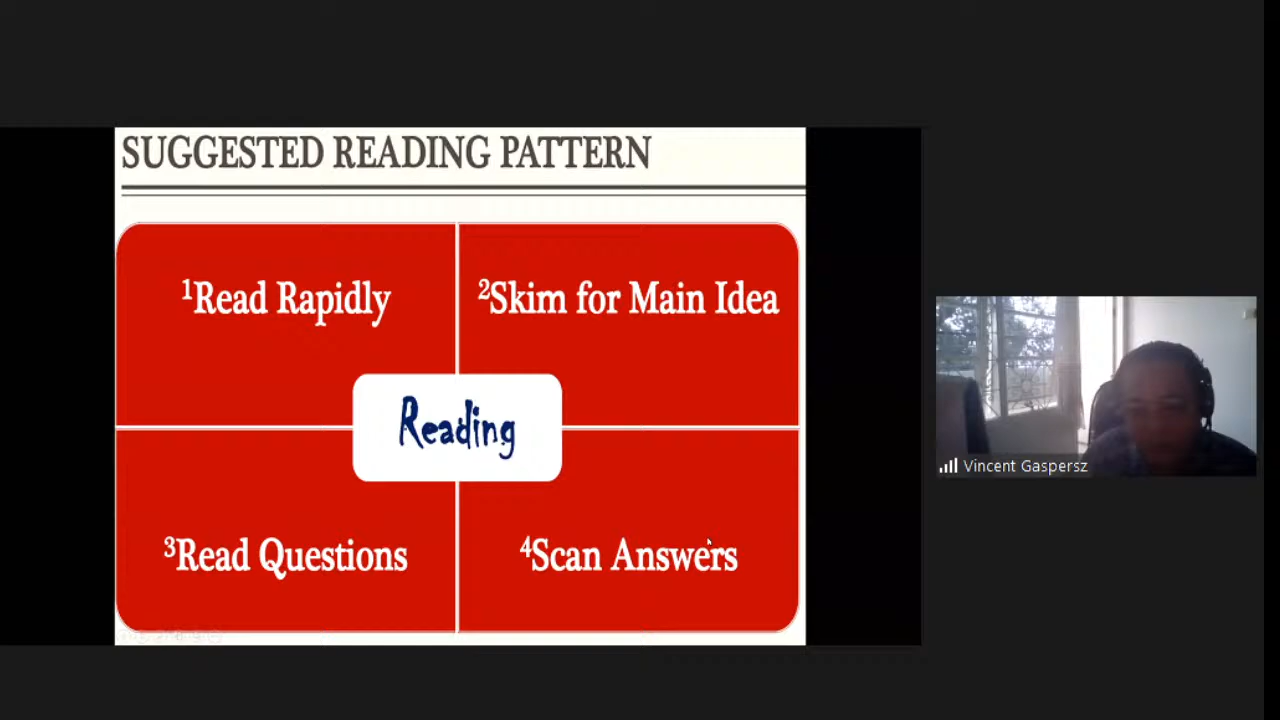 SUGGESTED READING PATTERN
¹Read Rapidly
²Skim for Main Idea
Reading
³Read Questions
⁴Scan Answers
Vincent Gaspersz